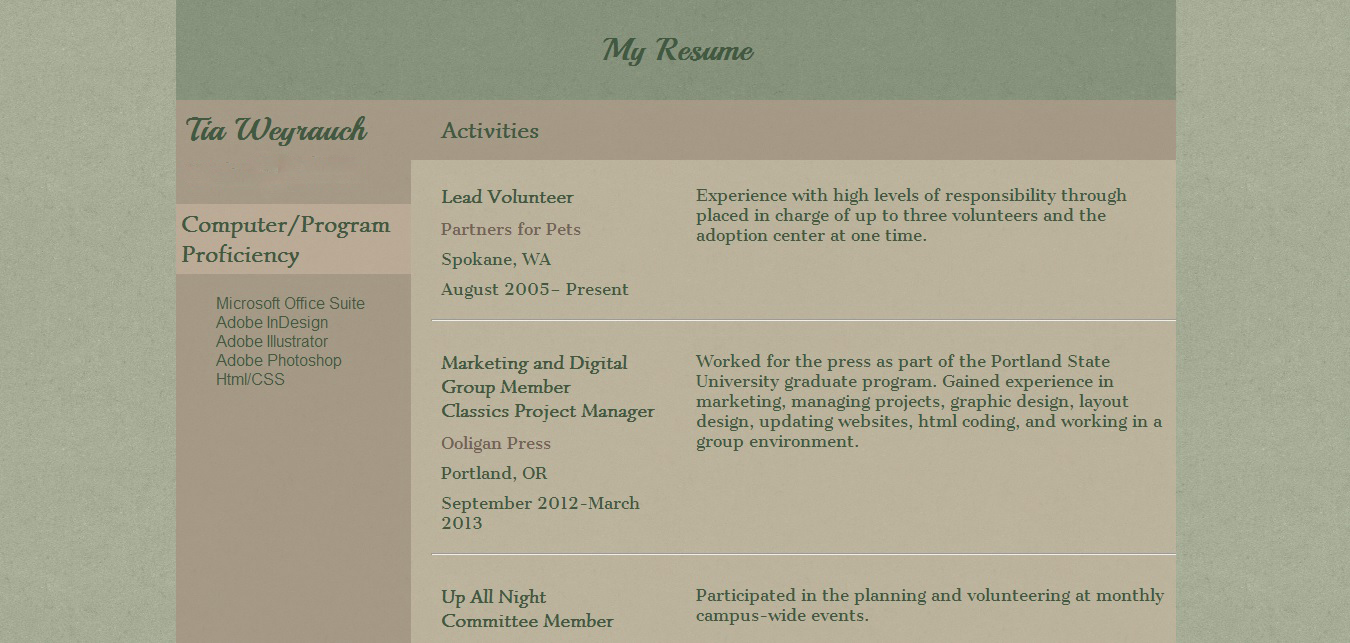 My Resume
Tia Weyrauch
Computer/Program
Proficiency
Microsoft Office Suite
Adobe InDesign
Adobe Illustrator
Adobe Photoshop
Html/CSS
Activities
Lead Volunteer
Partners for Pets
Spokane, WA
August 2005– Present
Experience with high levels of responsibility through
placed in charge of up to three volunteers and the
adoption center at one time.
Marketing and Digital
Group Member
Classics Project Manager
Ooligan Press
Portland, OR
September 2012-March
2013
Worked for the press as part of the Portland State
University graduate program. Gained experience in
marketing, managing projects, graphic design, layout
design, updating websites, html coding, and working in a
group environment.
Up All Night
Committee Member
Participated in the planning and volunteering at monthly
campus-wide events.